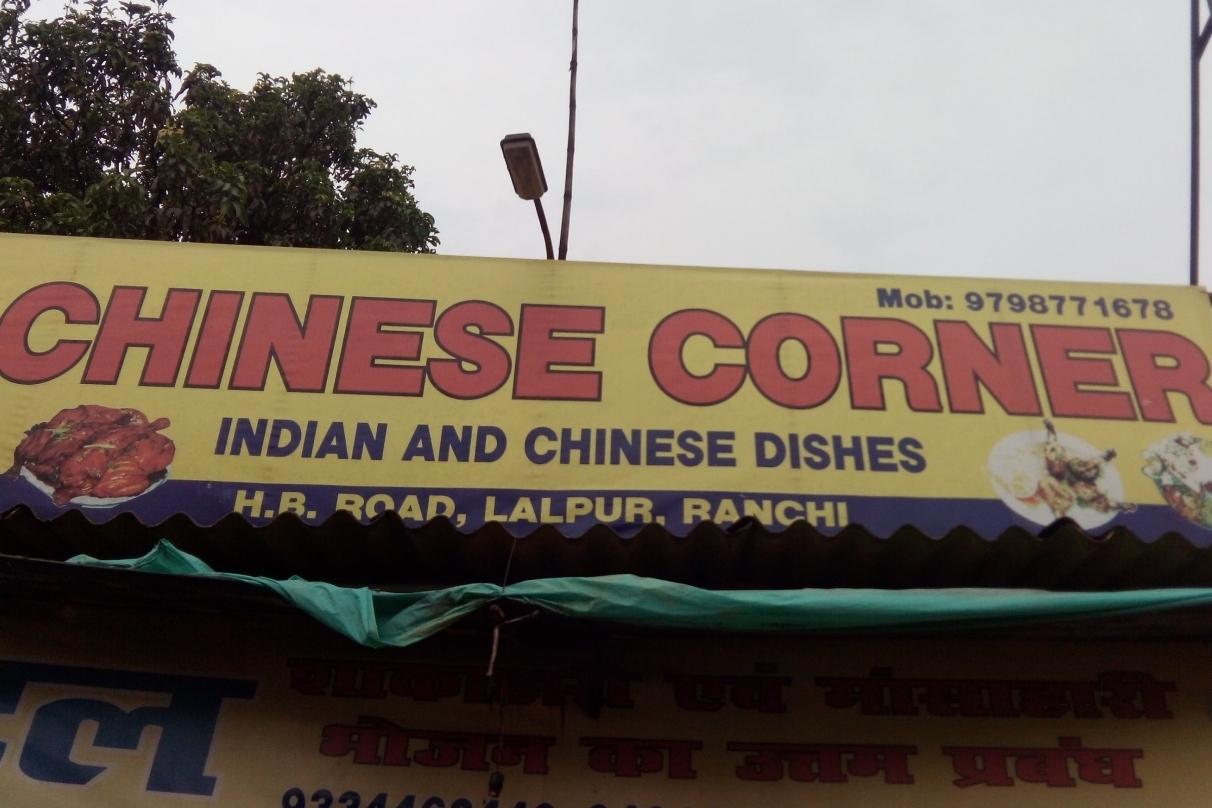 Mob: 9798771678
CHINESE CORNER
INDIAN AND CHINESE DISHES
H.B. ROAD, LALPUR, RANCHI
शाकाहारी एवं मांसाहारी
भोजन का उत्तम प्रबंध